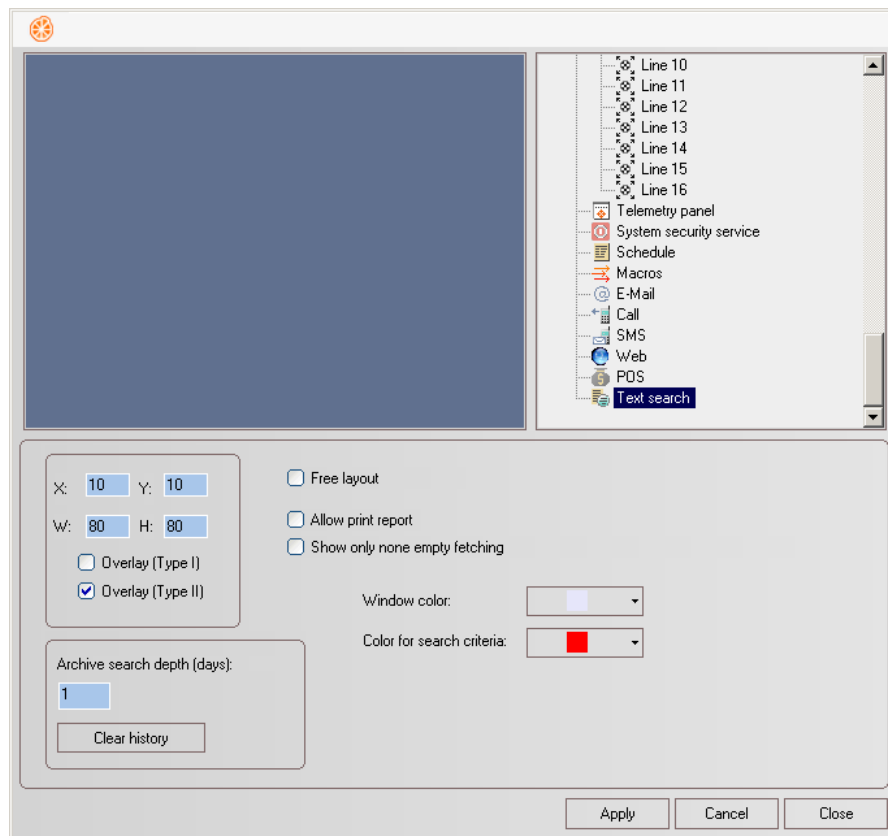 Line 10
Line 11
Line 12
Line 13
Line 14
Line 15
Line 16
Telemetry panel
System security service
Schedule
Macros
E-Mail
Call
SMS
Web
POS
Text search
X: 10 Y: 10
W: 80 H: 80
Overlay (Type I)
Overlay (Type II)
Archive search depth (days):
1
Clear history
Free layout
Allow print report
Show only none empty fetching
Window color:
Color for search criteria:
Apply Cancel Close